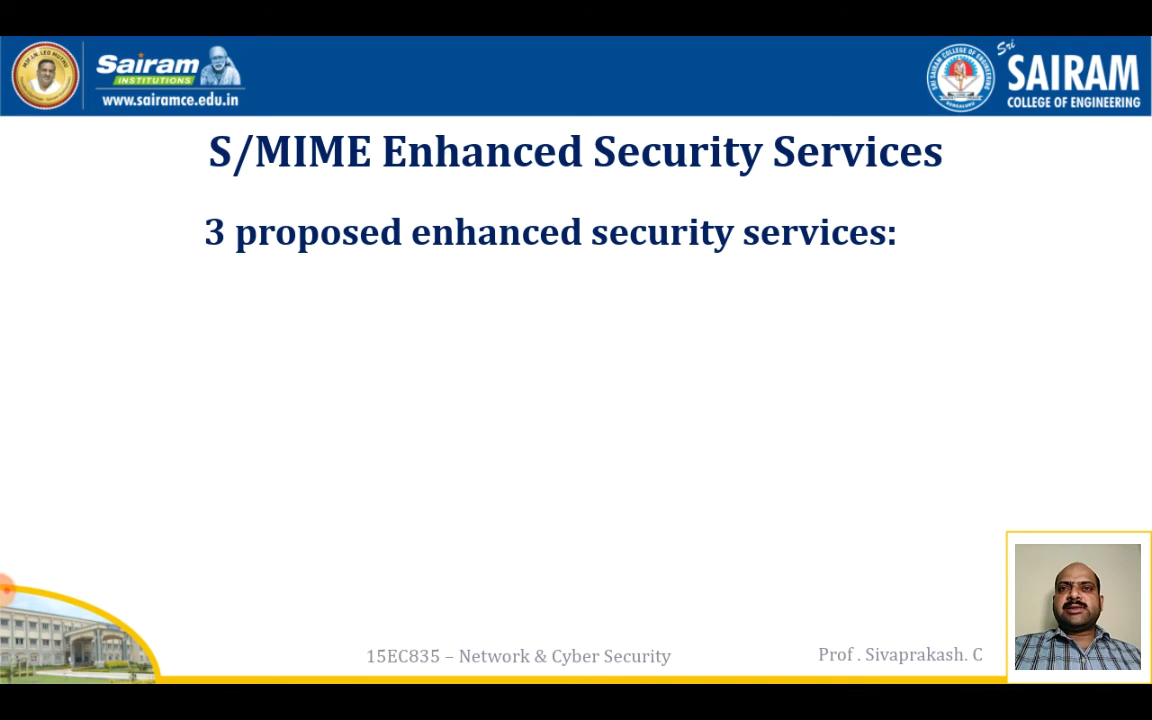 Sairam
INSTITUTIONS
www.sairamce.edu.in
Sri
SAIRAM
COLLEGE OF ENGINEERING
S/MIME Enhanced Security Services
3 proposed enhanced security services:
15EC835 – Network & Cyber Security
Prof . Sivaprakash. C